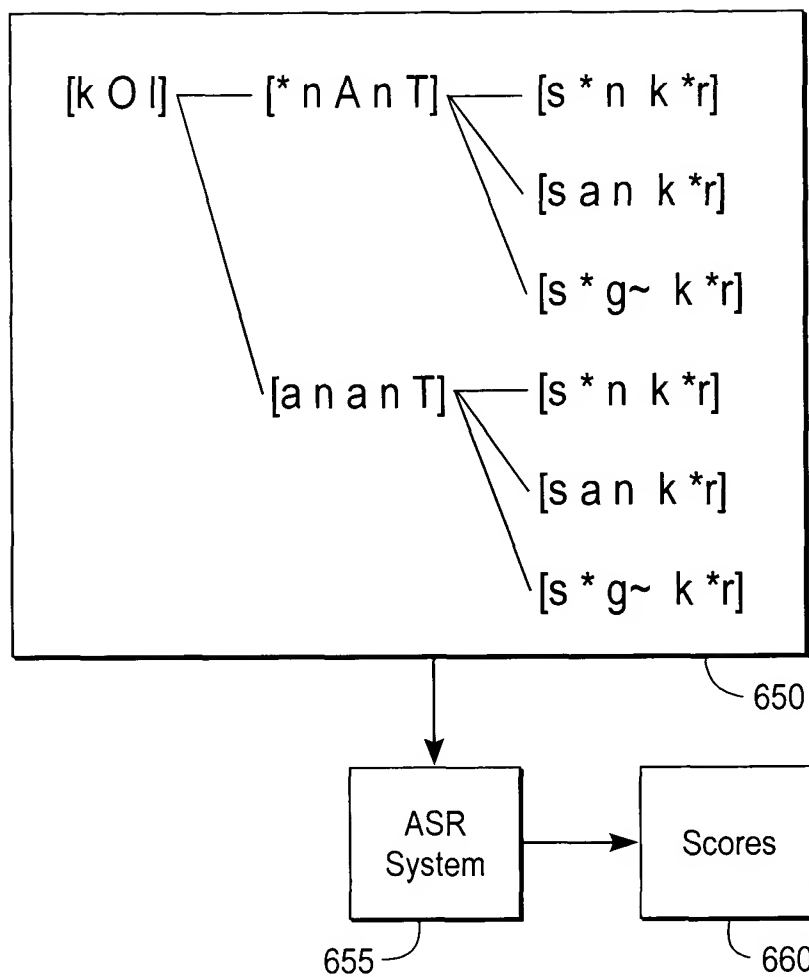 [k O l] [* n A n T] [s * n k *r]
[s a n k *r]
[s * g~ k *r]
[a n a n T] [s * n k *r]
[s a n k *r]
[s * g~ k *r]
650
ASR
System
Scores
655
660